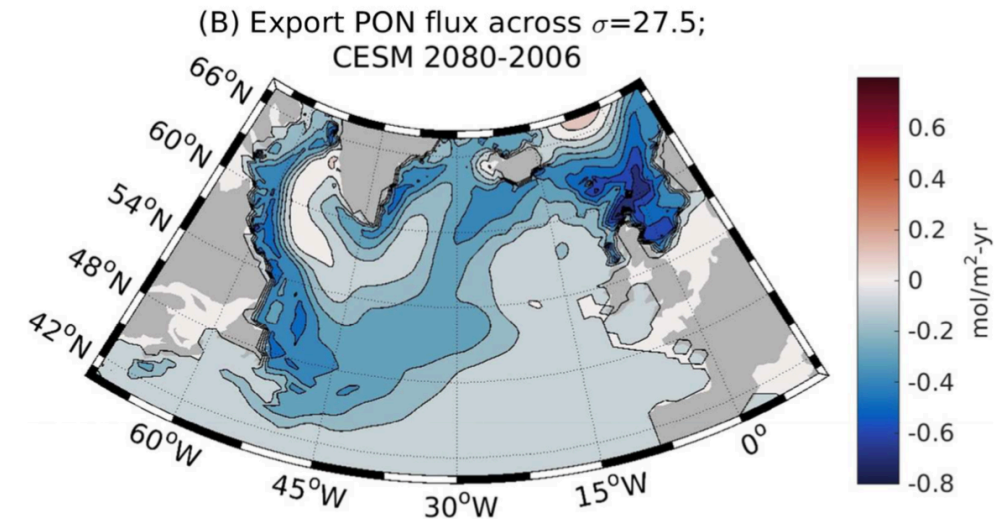 (B) Export PON flux across σ=27.5;
CESM 2080-2006
66°N
60°N
54°N
48°N
42°N
60°W
45°W
30°W
15°W
0°
0.6
0.4
0.2
0
-0.2
-0.4
-0.6
-0.8
mol/m²-yr